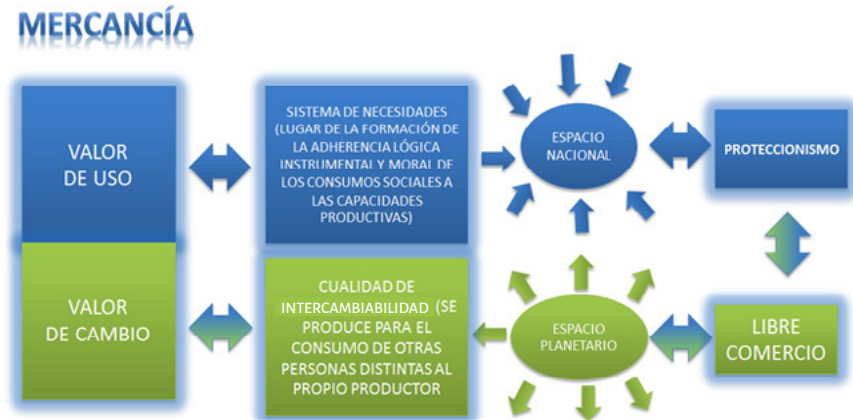 MERCANCÍA
VALOR
DE USO
SISTEMA DE NECESIDADES
(LUGAR DE LA FORMACIÓN DE
LA ADHERENCIA LÓGICA
INSTRUMENTAL Y MORAL DE
LOS CONSUMOS SOCIALES A
LAS CAPACIDADES
PRODUCTIVAS)
ESPACIO
NACIONAL
PROTECCIONISMO
VALOR
DE CAMBIO
CUALIDAD DE
INTERCAMBIABILIDAD (SE
PRODUCE PARA EL
CONSUMO DE OTRAS
PERSONAS DISTINTAS AL
PROPIO PRODUCTOR
ESPACIO
PLANETARIO
LIBRE
COMERCIO